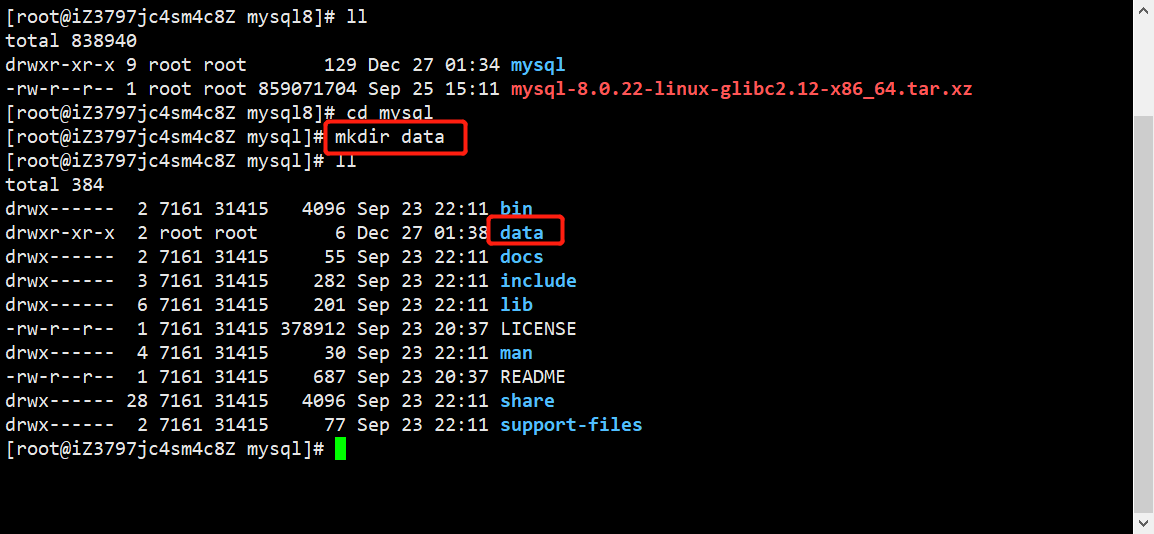 [root@iZ3797jc4sm4c8Z mysql8]# ll
total 838940
drwxr-xr-x 9 root root       129 Dec 27 01:34 mysql
-rw-r--r-- 1 root root 859071704 Sep 25 15:11 mysql-8.0.22-linux-glibc2.12-x86_64.tar.xz
[root@iZ3797jc4sm4c8Z mysql8]# cd mysql
[root@iZ3797jc4sm4c8Z mysql]# mkdir data
[root@iZ3797jc4sm4c8Z mysql]# ll
total 384
drwx------  2 7161 31415   4096 Sep 23 22:11 bin
drwxr-xr-x  2 root root       6 Dec 27 01:38 data
drwx------  2 7161 31415     55 Sep 23 22:11 docs
drwx------  3 7161 31415    282 Sep 23 22:11 include
drwx------  6 7161 31415    201 Sep 23 22:11 lib
-rw-r--r--  1 7161 31415 378912 Sep 23 20:37 LICENSE
drwx------  4 7161 31415     30 Sep 23 22:11 man
-rw-r--r--  1 7161 31415    687 Sep 23 20:37 README
drwx------ 28 7161 31415   4096 Sep 23 22:11 share
drwx------  2 7161 31415     77 Sep 23 22:11 support-files
[root@iZ3797jc4sm4c8Z mysql]#